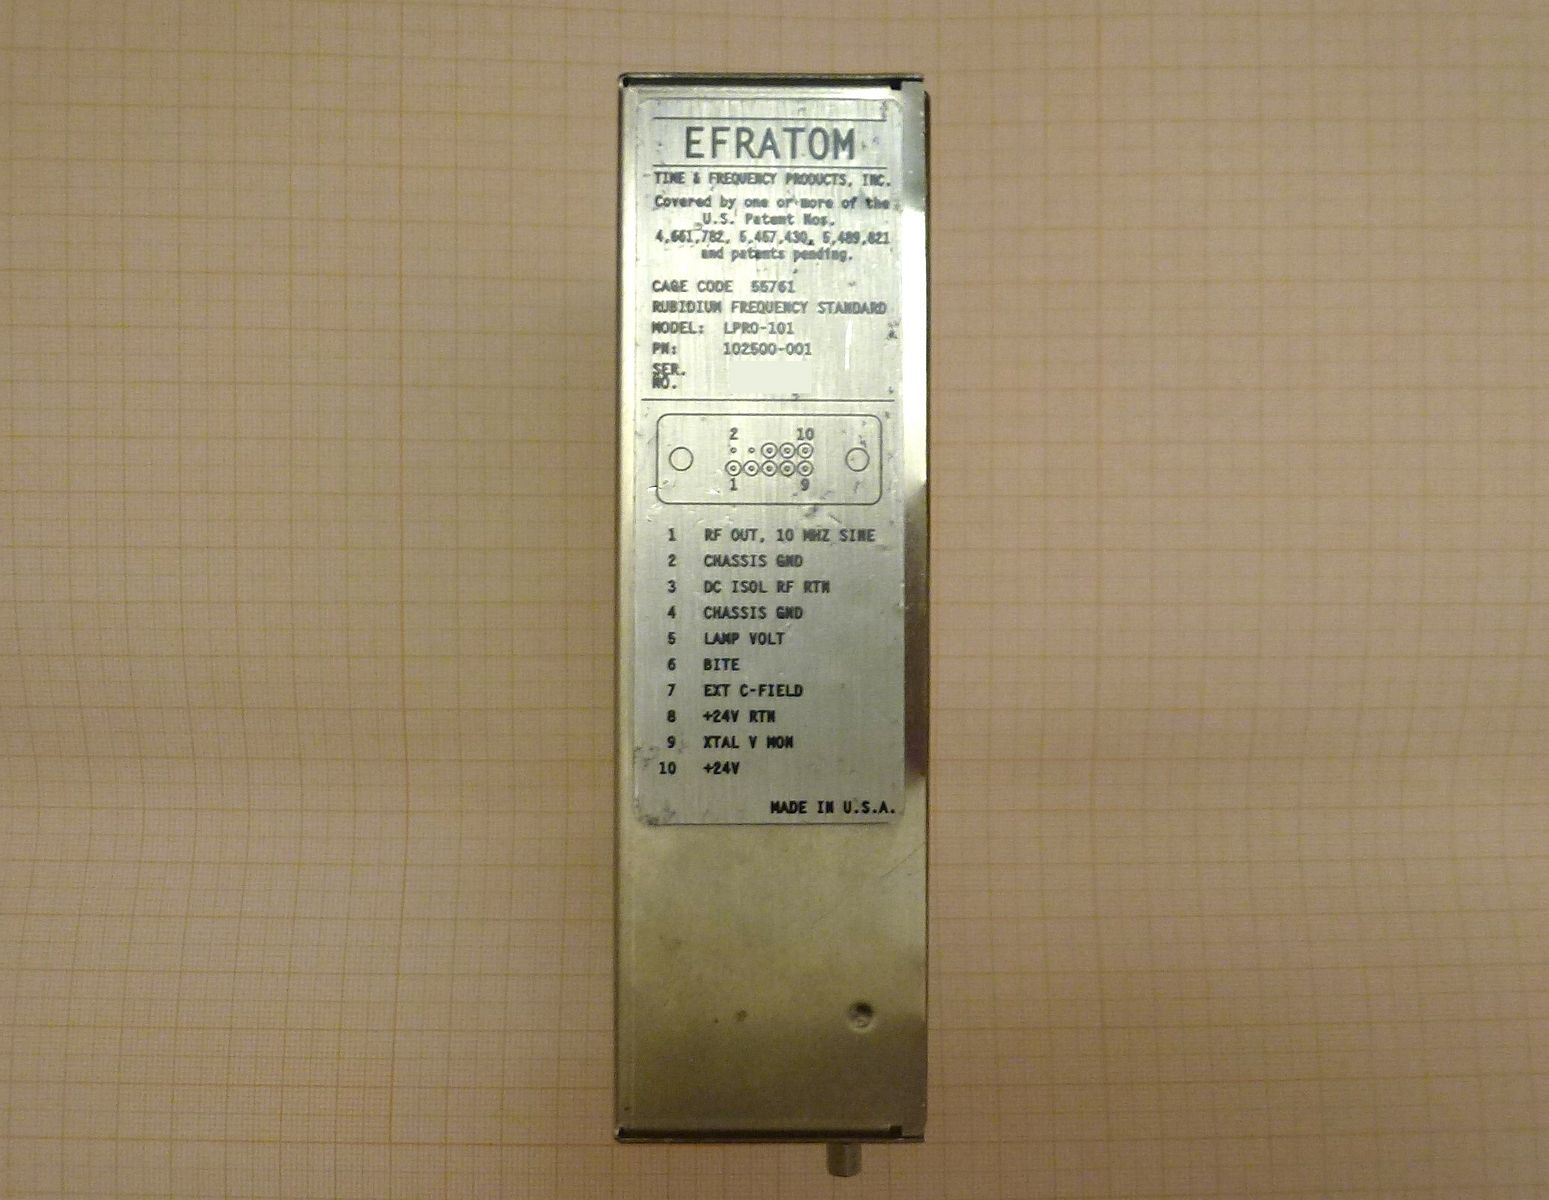 EFRATOM
TIME & FREQUENCY PRODUCTS, INC.
Covered by one or more of the
U.S. Patent Nos.
4,661,782, 5,457,430, 5,489,821
and patents pending.
CAGE CODE 55761
RUBIDIUM FREQUENCY STANDARD
MODEL: LPRO-101
PN: 102500-001
SER.
NO.
2 10
1 9
1 RF OUT, 10 MHZ SINE
2 CHASSIS GND
3 DC ISOL RF RTN
4 CHASSIS GND
5 LAMP VOLT
6 BITE
7 EXT C-FIELD
8 +24V RTN
9 XTAL V MON
10 +24V
MADE IN U.S.A.